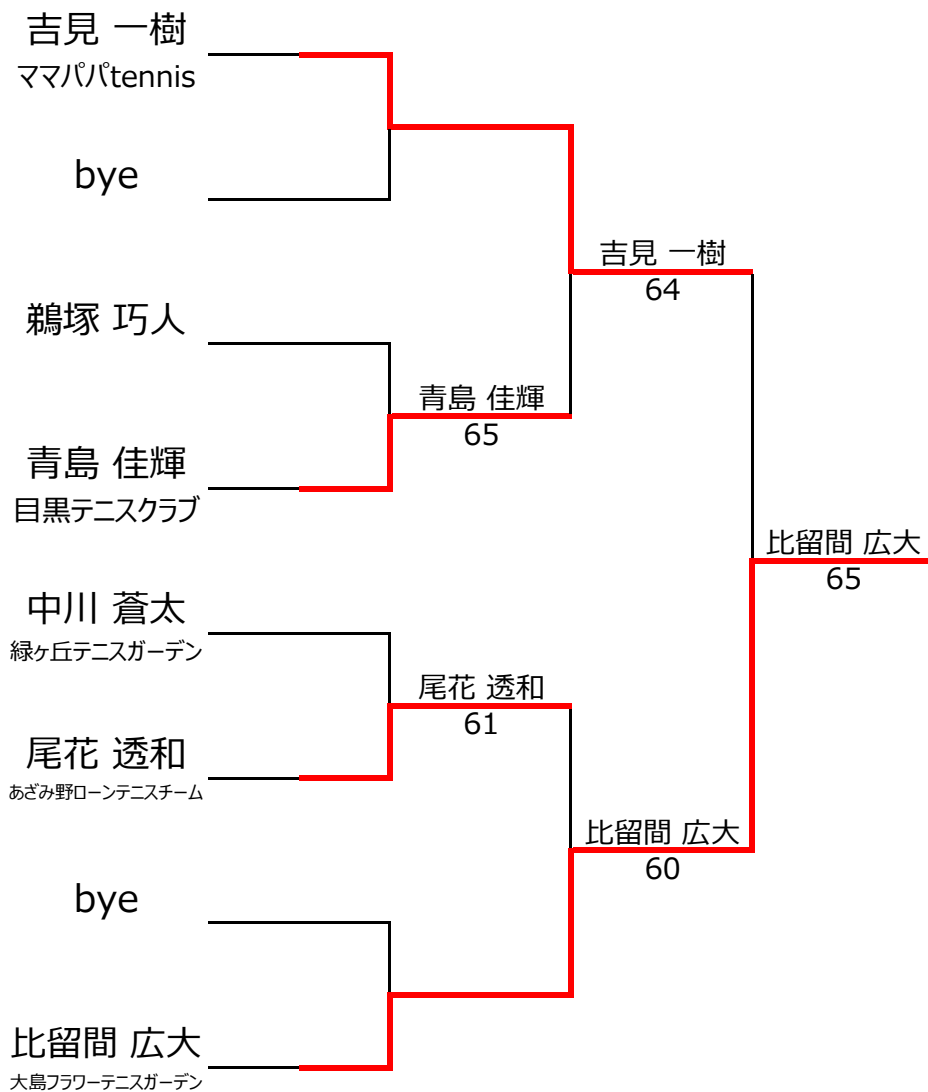 吉見 一樹
ママパパtennis
bye
吉見 一樹
64
鵜塚 巧人
青島 佳輝
65
青島 佳輝
目黒テニスクラブ
比留間 広大
65
中川 蒼太
緑ヶ丘テニスガーデン
尾花 透和
61
尾花 透和
あざみ野ローンテニスチーム
比留間 広大
60
bye
比留間 広大
大島フラワーテニスガーデン